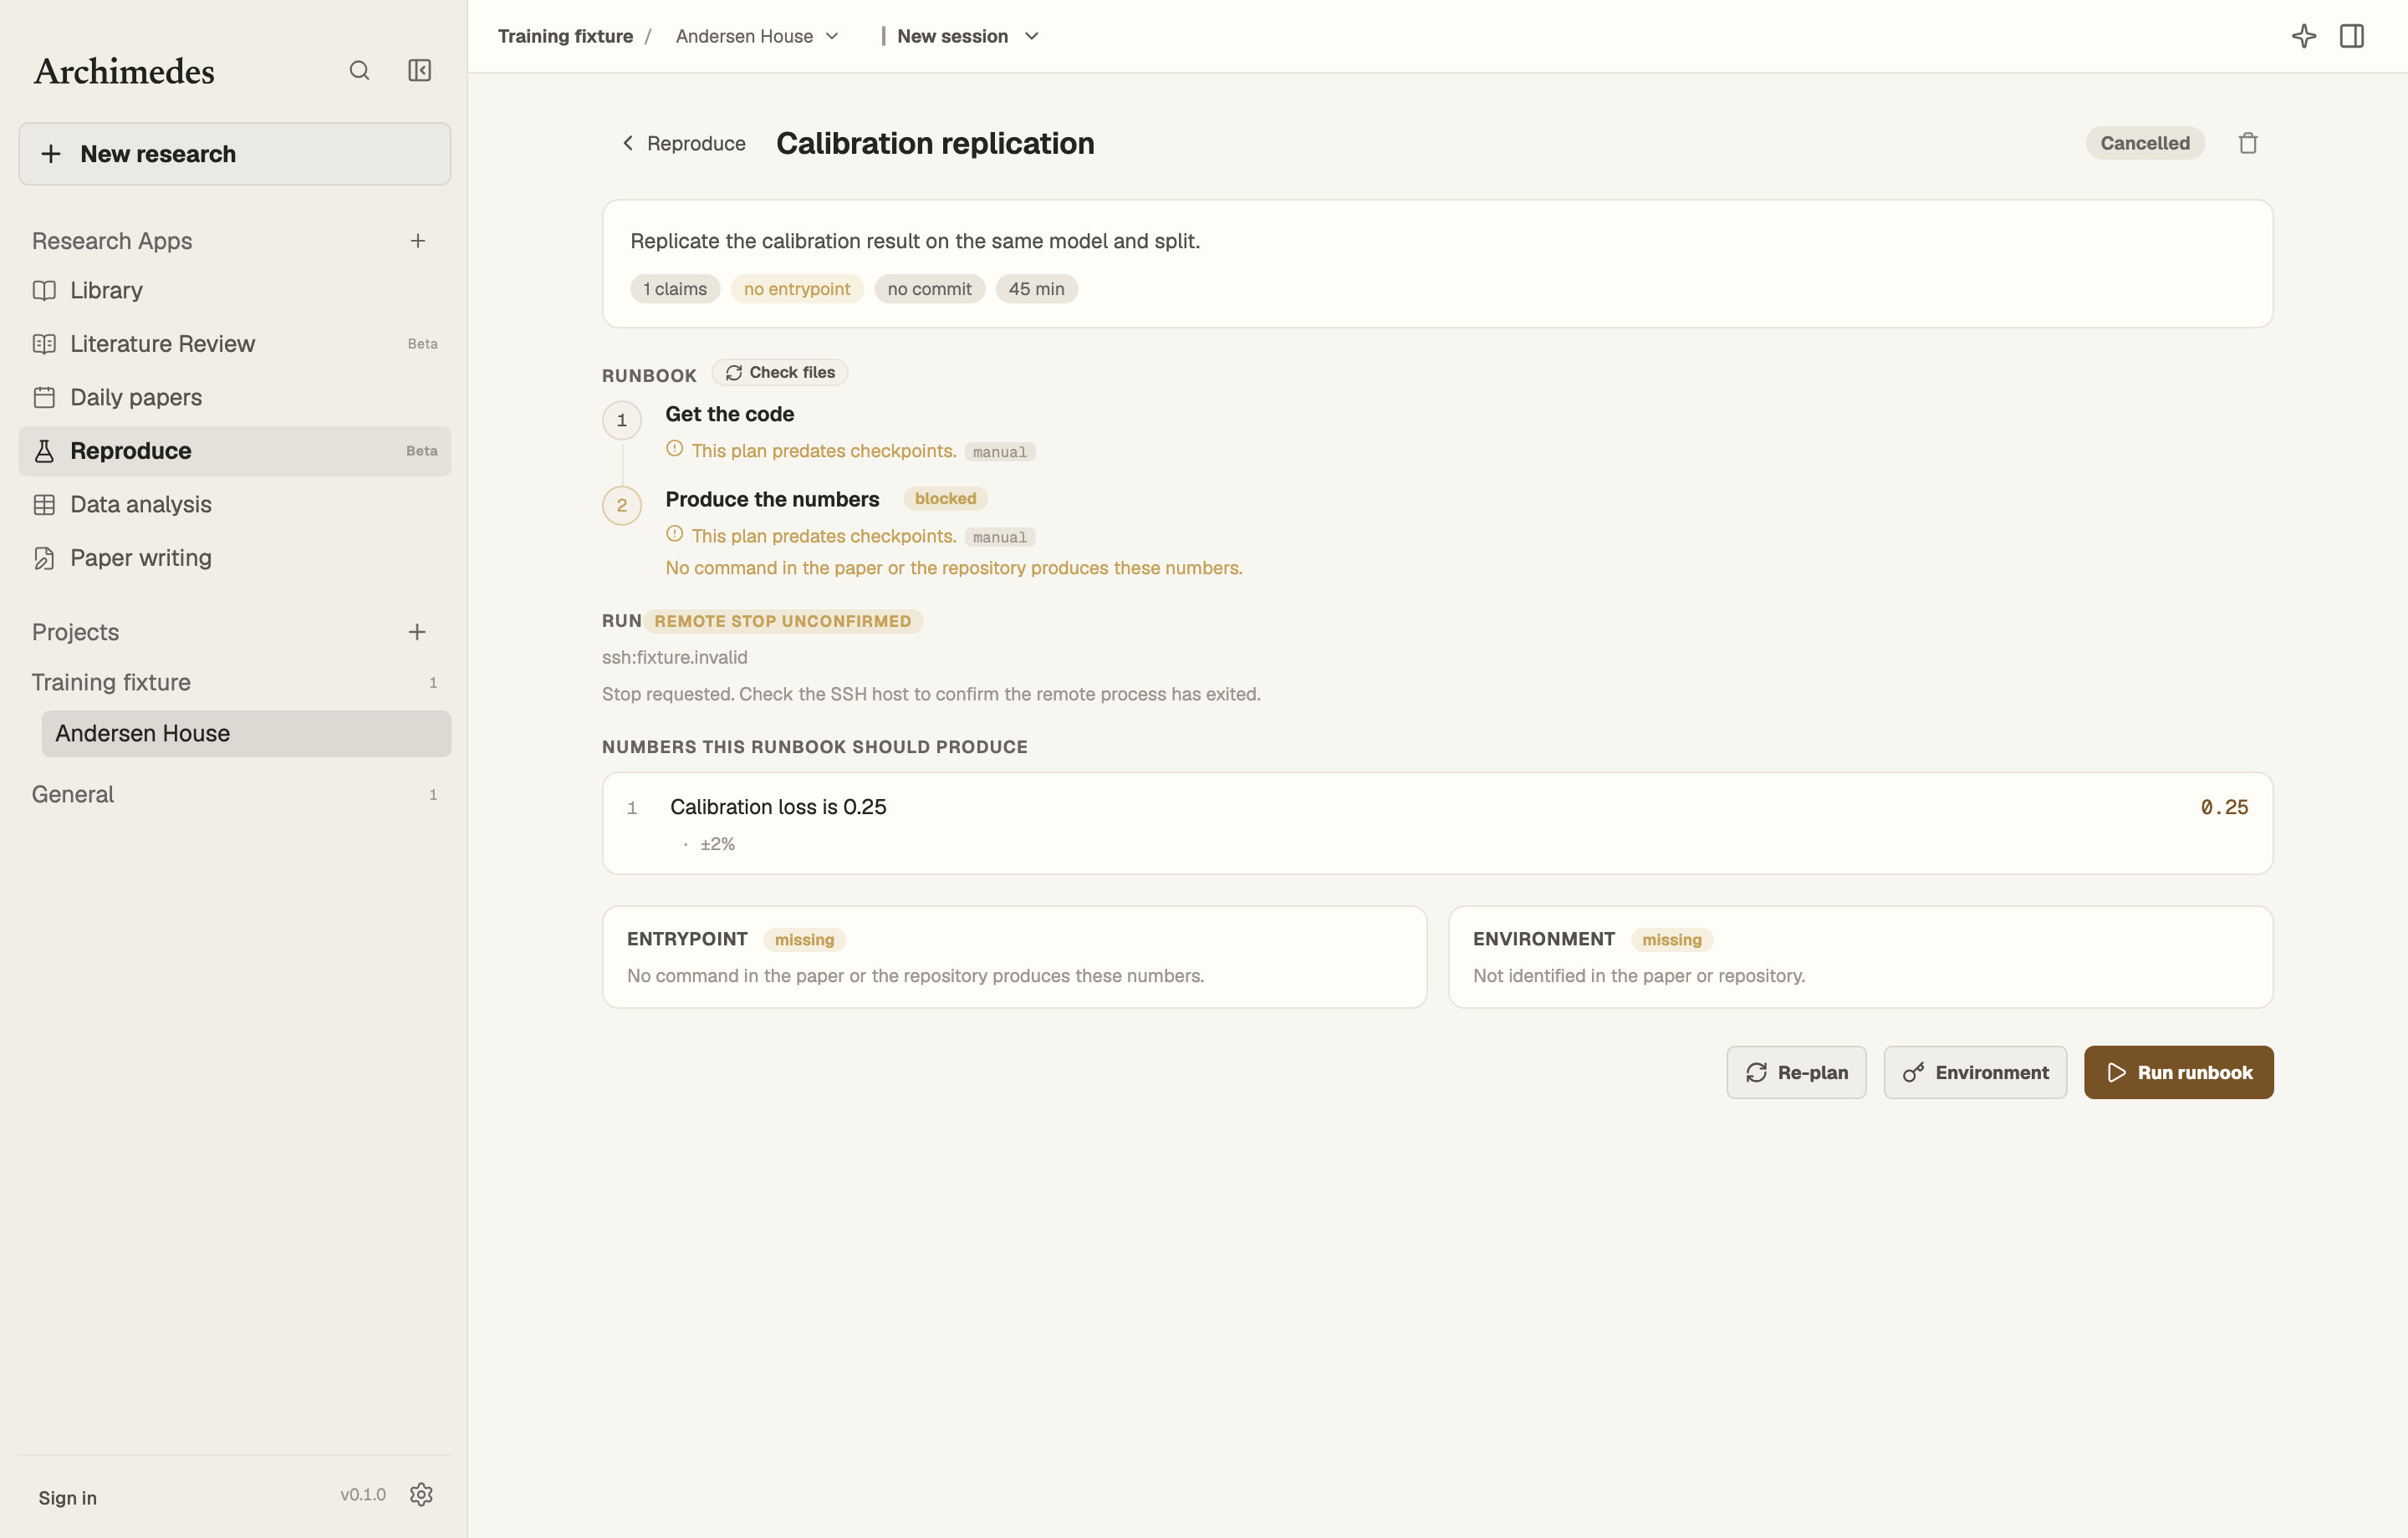 Archimedes
New research
Research Apps
Library
Literature Review Beta
Daily papers
Reproduce Beta
Data analysis
Paper writing
Projects
Training fixture 1
Andersen House
General 1
Sign in v0.1.0
Training fixture / Andersen House New session
Reproduce Calibration replication Cancelled
Replicate the calibration result on the same model and split.
1 claims no entrypoint no commit 45 min
RUNBOOK Check files
1 Get the code
This plan predates checkpoints. manual
2 Produce the numbers blocked
This plan predates checkpoints. manual
No command in the paper or the repository produces these numbers.
RUN REMOTE STOP UNCONFIRMED
ssh:fixture.invalid
Stop requested. Check the SSH host to confirm the remote process has exited.
NUMBERS THIS RUNBOOK SHOULD PRODUCE
1 Calibration loss is 0.25 0.25
· ±2%
ENTRYPOINT missing
No command in the paper or the repository produces these numbers.
ENVIRONMENT missing
Not identified in the paper or repository.
Re-plan Environment Run runbook